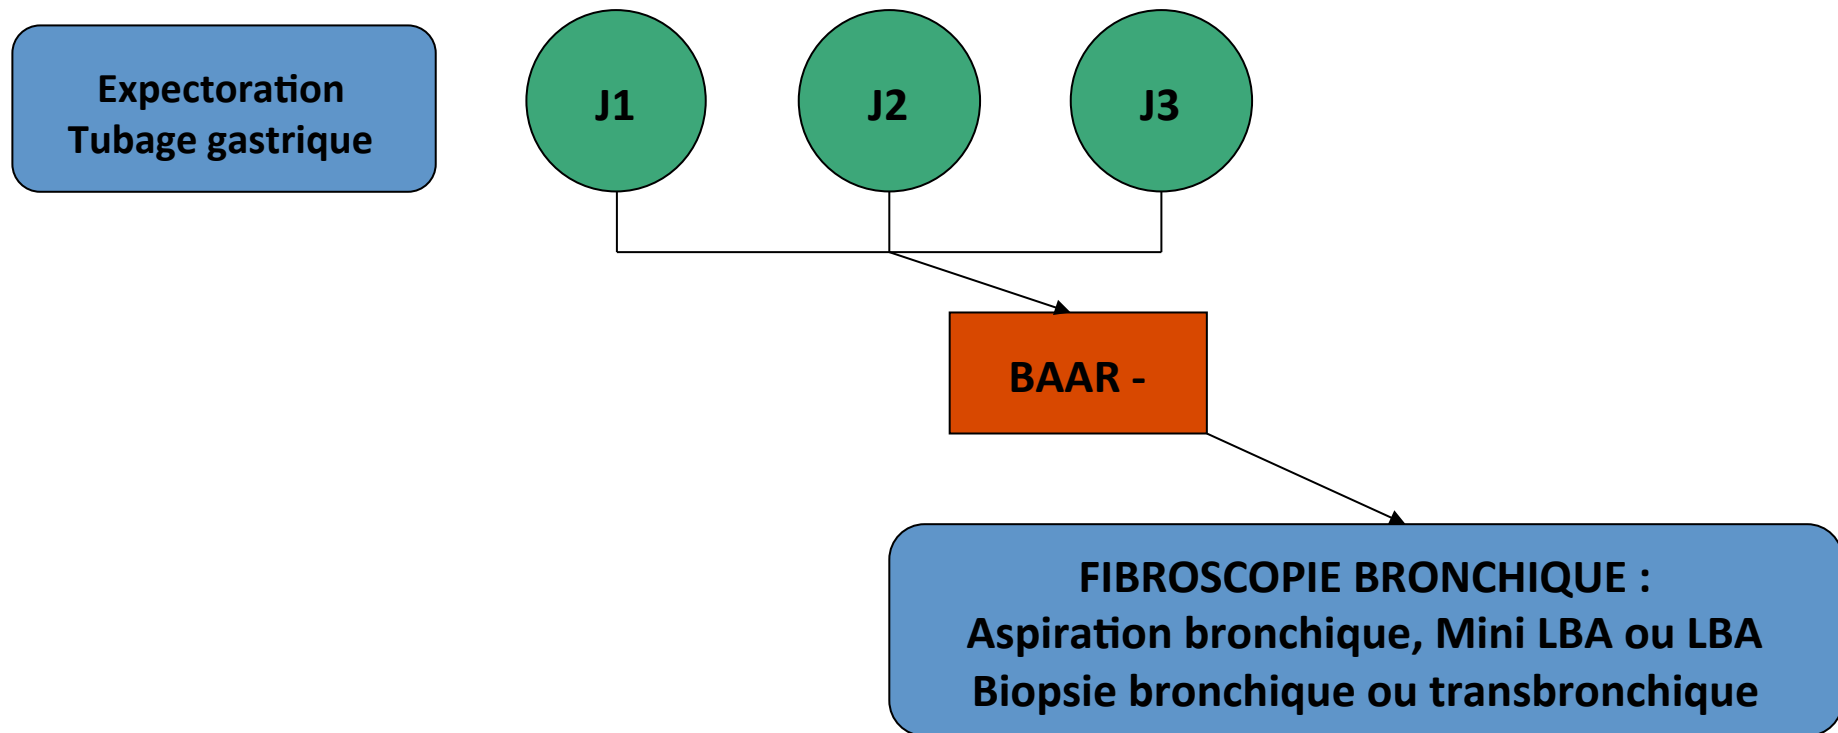 Expectoration
Tubage gastrique
J1
J2
J3
BAAR -
FIBROSCOPIE BRONCHIQUE :
Aspiration bronchique, Mini LBA ou LBA
Biopsie bronchique ou transbronchique